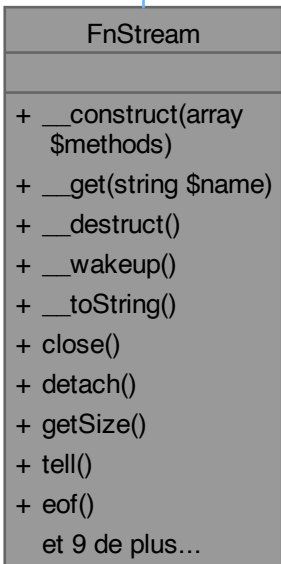 FnStream
+ __construct(array
$methods)
+ __get(string $name)
+ __destruct()
+ __wakeup()
+ __toString()
+ close()
+ detach()
+ getSize()
+ tell()
+ eof()
et 9 de plus...